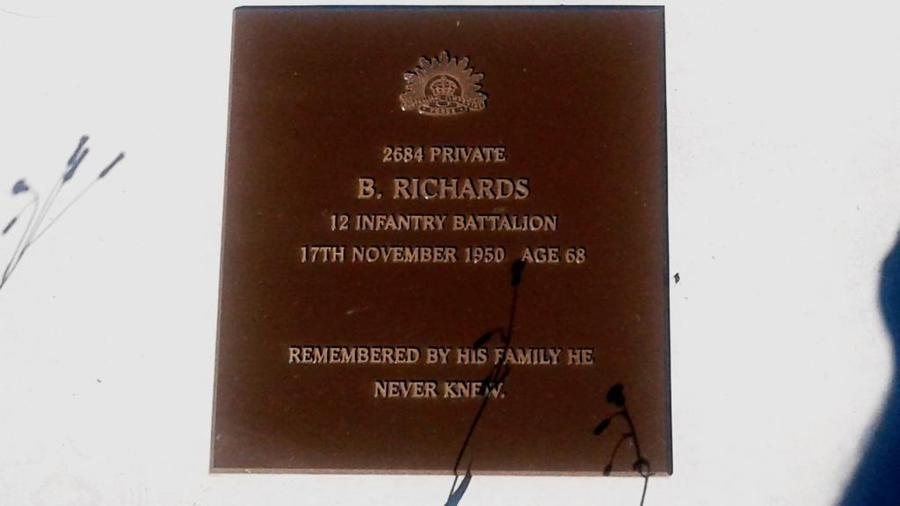 2684 PRIVATE
B. RICHARDS
12 INFANTRY BATTALION
17TH NOVEMBER 1950 AGE 68
REMEMBERED BY HIS FAMILY HE
NEVER KNEW.